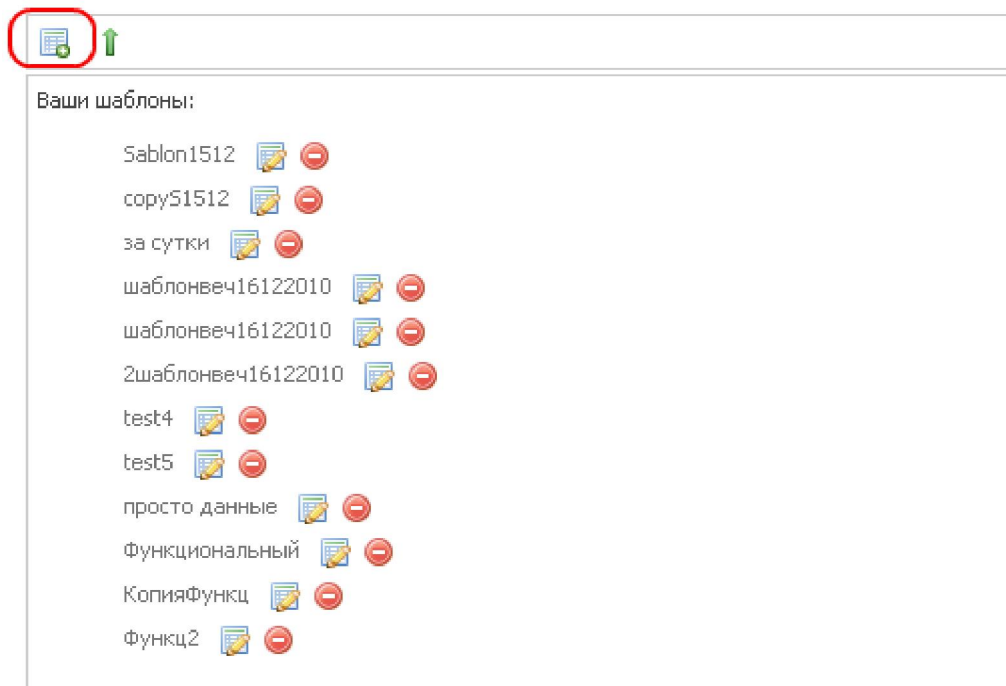 Ваши шаблоны:
Sablon1512
copyS1512
за сутки
шаблонвеч16122010
шаблонвеч16122010
2шаблонвеч16122010
test4
test5
просто данные
Функциональный
КопияФункц
Функц2